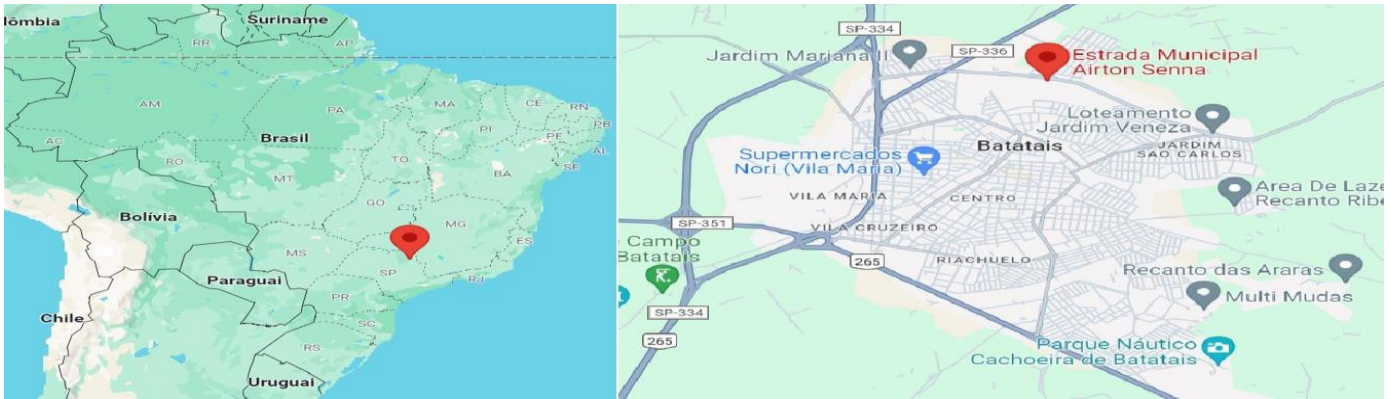 lômbia
Suriname
RR
AP
AM
PA
MA
CE
RN
PB
Brasil
PI
PE
AL
AC
TO
SE
RO
BA
MT
Bolívia
GO
MG
MS
ES
SP
Paraguai
RJ
PR
Chile
SC
RS
Uruguai
SP-334
Jardim Mariana II
SP-336
Estrada Municipal
Airton Senna
Loteamento
Jardim Veneza
Batatais
JARDIM
SAO CARLOS
Supermercados
Nori (Vila Maria)
VILA MARIA
CENTRO
Area De Laze
Recanto Ribe
SP-351
VILA CRUZEIRO
Campo
Batatais
265
RIACHUELO
Recanto das Araras
Multi Mudas
SP-334
265
Parque Náutico
Cachoeira de Batatais